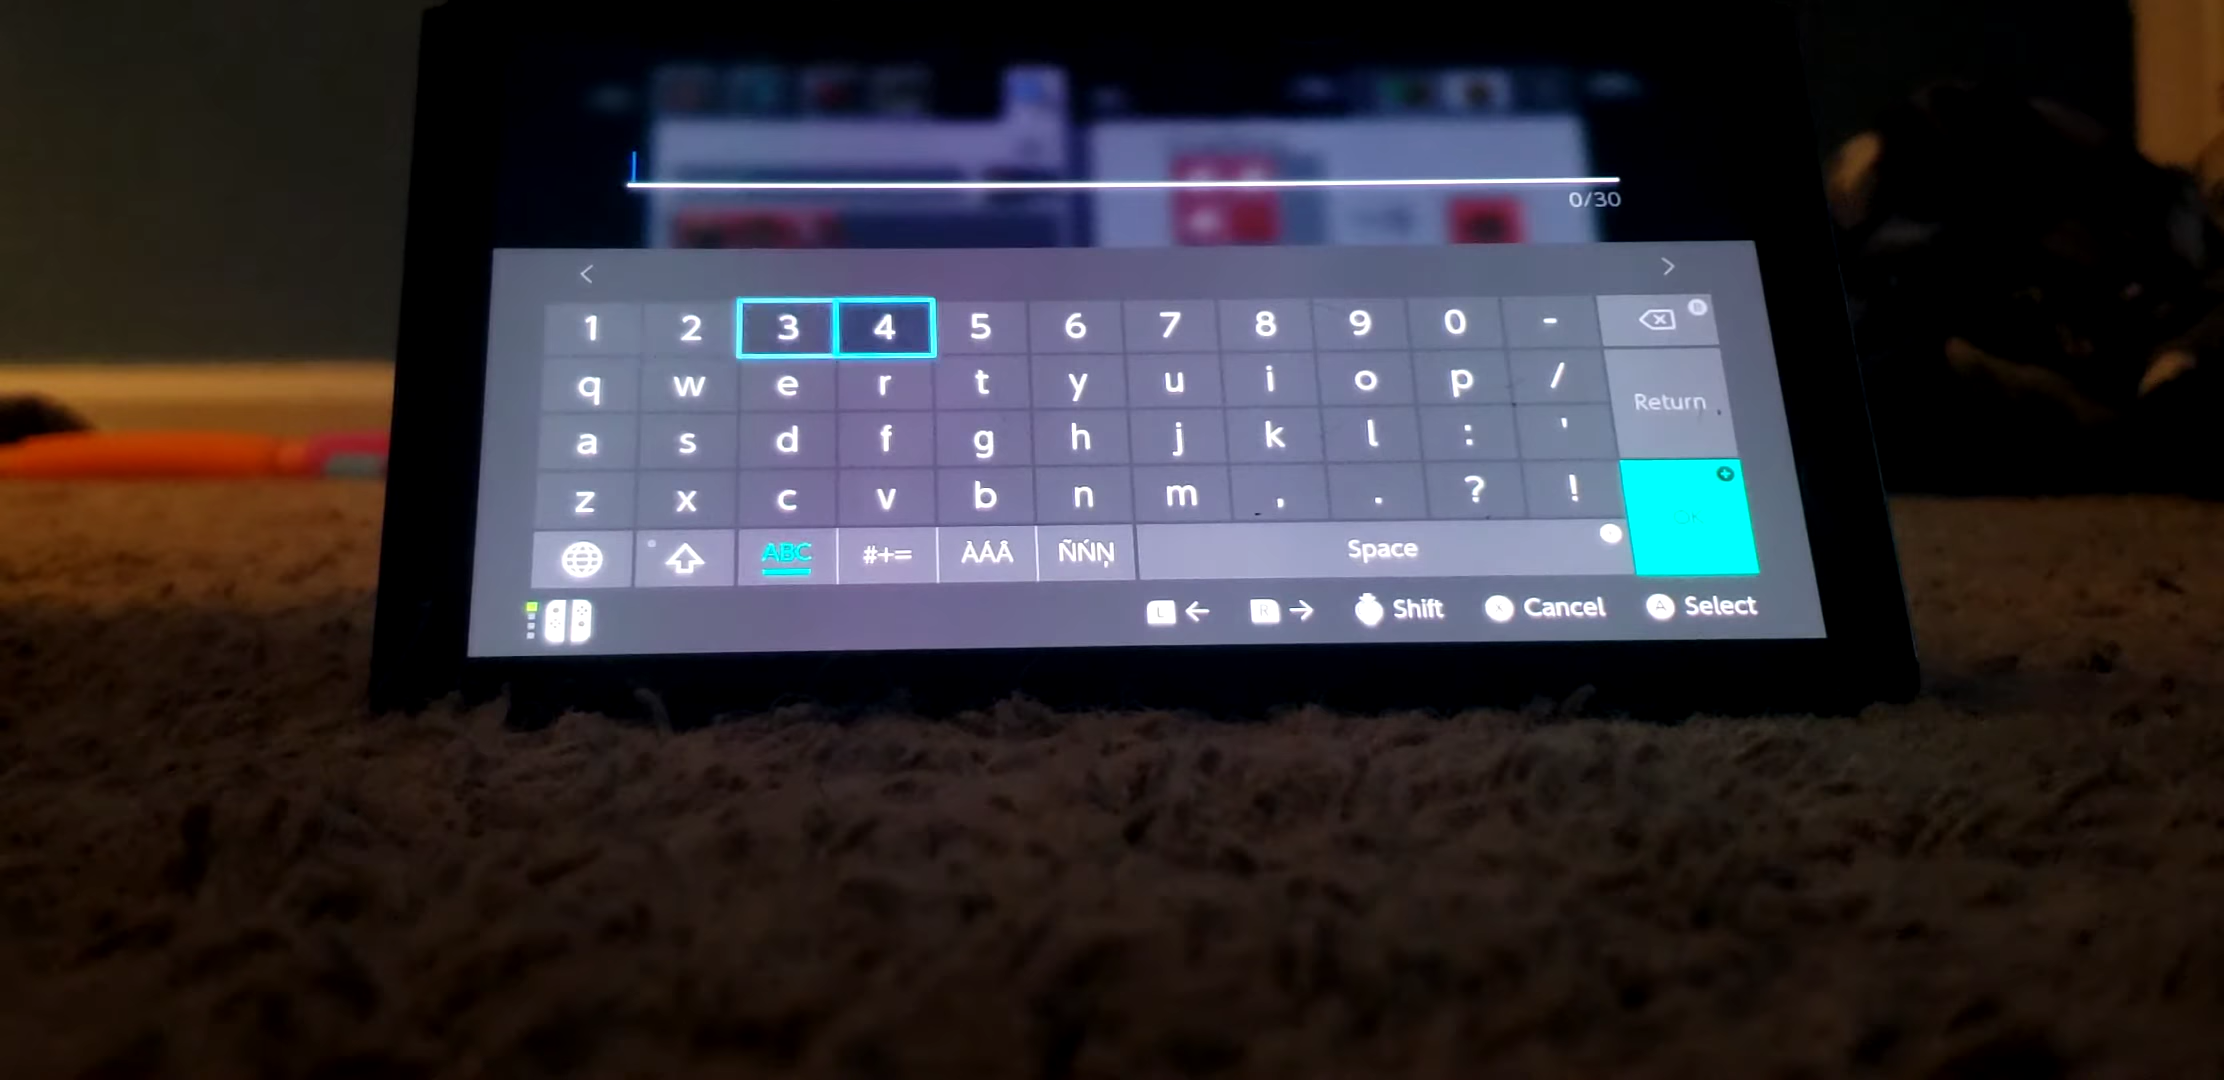 0/30
< >
1 2 3 4 5 6 7 8 9 0 -
q w e r t y u i o p /
Return
a s d f g h j k l : '
z x c v b n m , . ? !
OK
ABC #+= ÀÁÂ ÑŃŅ Space
L ← R → Shift Cancel A Select